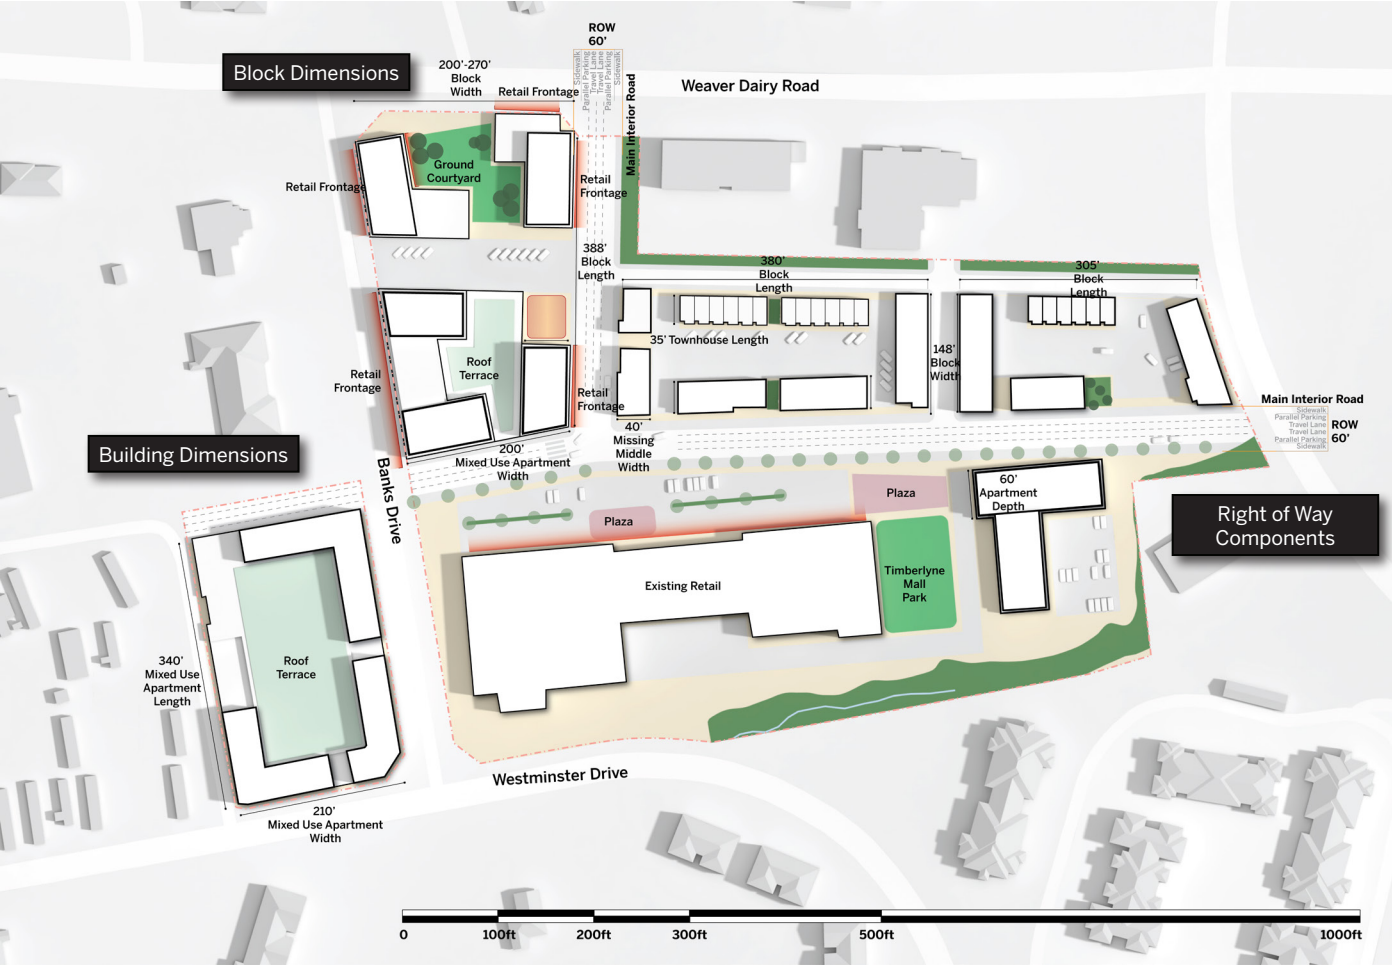 ROW
60'
Sidewalk
Parallel Parking
Travel Lane
Travel Lane
Parallel Parking
Sidewalk
Main Interior Road
Block Dimensions
200'-270'
Block
Width
Retail Frontage
Weaver Dairy Road
Ground
Courtyard
Retail Frontage
Retail
Frontage
388'
Block
Length
380'
Block
Length
305'
Block
Length
35' Townhouse Length
148'
Block
Width
Roof
Terrace
Retail
Frontage
Retail
Frontage
Main Interior Road
Sidewalk
Parallel Parking
Travel Lane
Travel Lane
Parallel Parking
Sidewalk
ROW
60'
40'
Missing
Middle
Width
200'
Mixed Use Apartment
Width
Building Dimensions
Banks Drive
60'
Apartment
Depth
Plaza
Plaza
Right of Way
Components
Existing Retail
Timberlyne
Mall
Park
340'
Mixed Use
Apartment
Length
Roof
Terrace
Westminster Drive
210'
Mixed Use Apartment
Width
0 100ft 200ft 300ft 500ft 1000ft